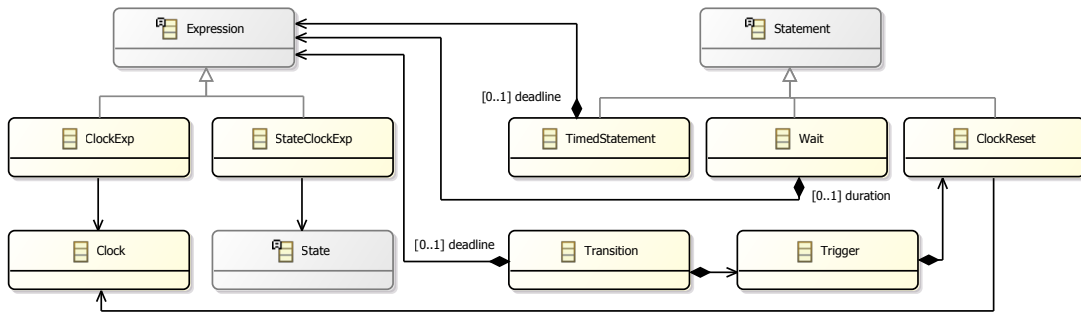 Expression
Statement
[0..1] deadline
ClockExp
StateClockExp
TimedStatement
Wait
ClockReset
[0..1] duration
[0..1] deadline
Clock
State
Transition
Trigger